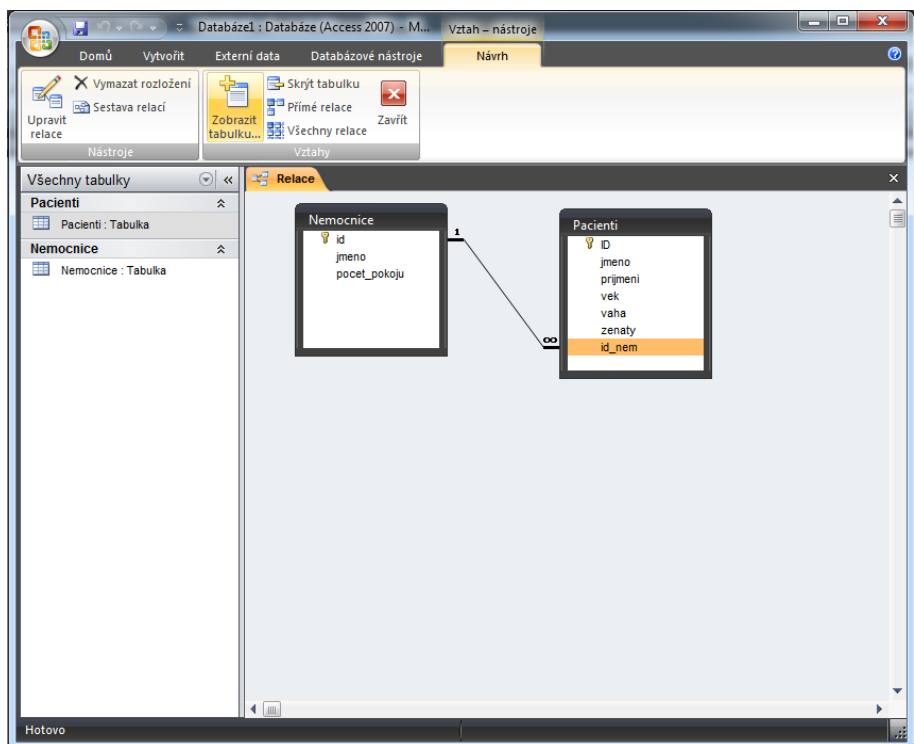 Databáze1 : Databáze (Access 2007) - M...
Vztah – nástroje
Domů
Vytvořit
Externí data
Databázové nástroje
Návrh
Upravit relace
Vymazat rozložení
Sestava relací
Nástroje
Zobrazit tabulku...
Skrýt tabulku
Přímé relace
Všechny relace
Zavřít
Vztahy
Všechny tabulky
Pacienti
Pacienti : Tabulka
Nemocnice
Nemocnice : Tabulka
Relace
Nemocnice
id
jmeno
pocet_pokoju
1
∞
Pacienti
ID
jmeno
prijmeni
vek
vaha
zenaty
id_nem
Hotovo